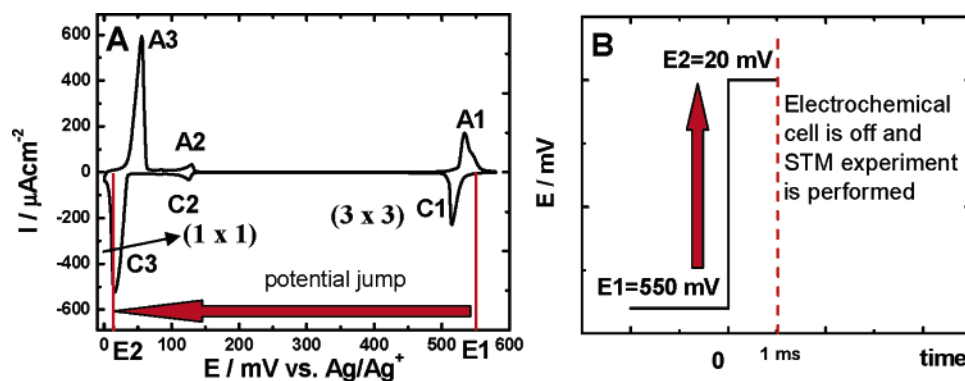 A
600
400
200
0
-200
-400
-600
I / μAcm⁻²
A3
A2
A1
C2
C1
C3
(3 x 3)
(1 x 1)
potential jump
0
100
200
300
400
500
600
E2
E1
E / mV vs. Ag/Ag⁺
B
E / mV
E2=20 mV
E1=550 mV
Electrochemical
cell is off and
STM experiment
is performed
0
1 ms
time